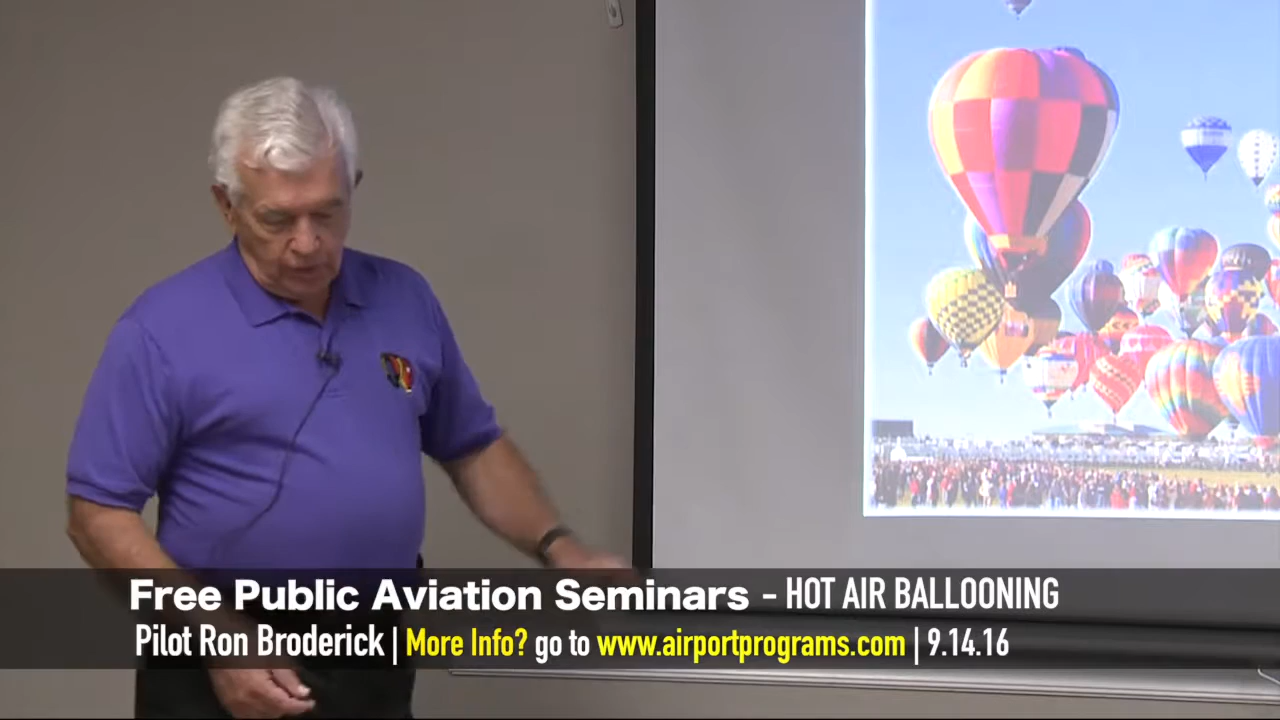 Free Public Aviation Seminars - HOT AIR BALLOONING
Pilot Ron Broderick | More Info? go to www.airportprograms.com | 9.14.16